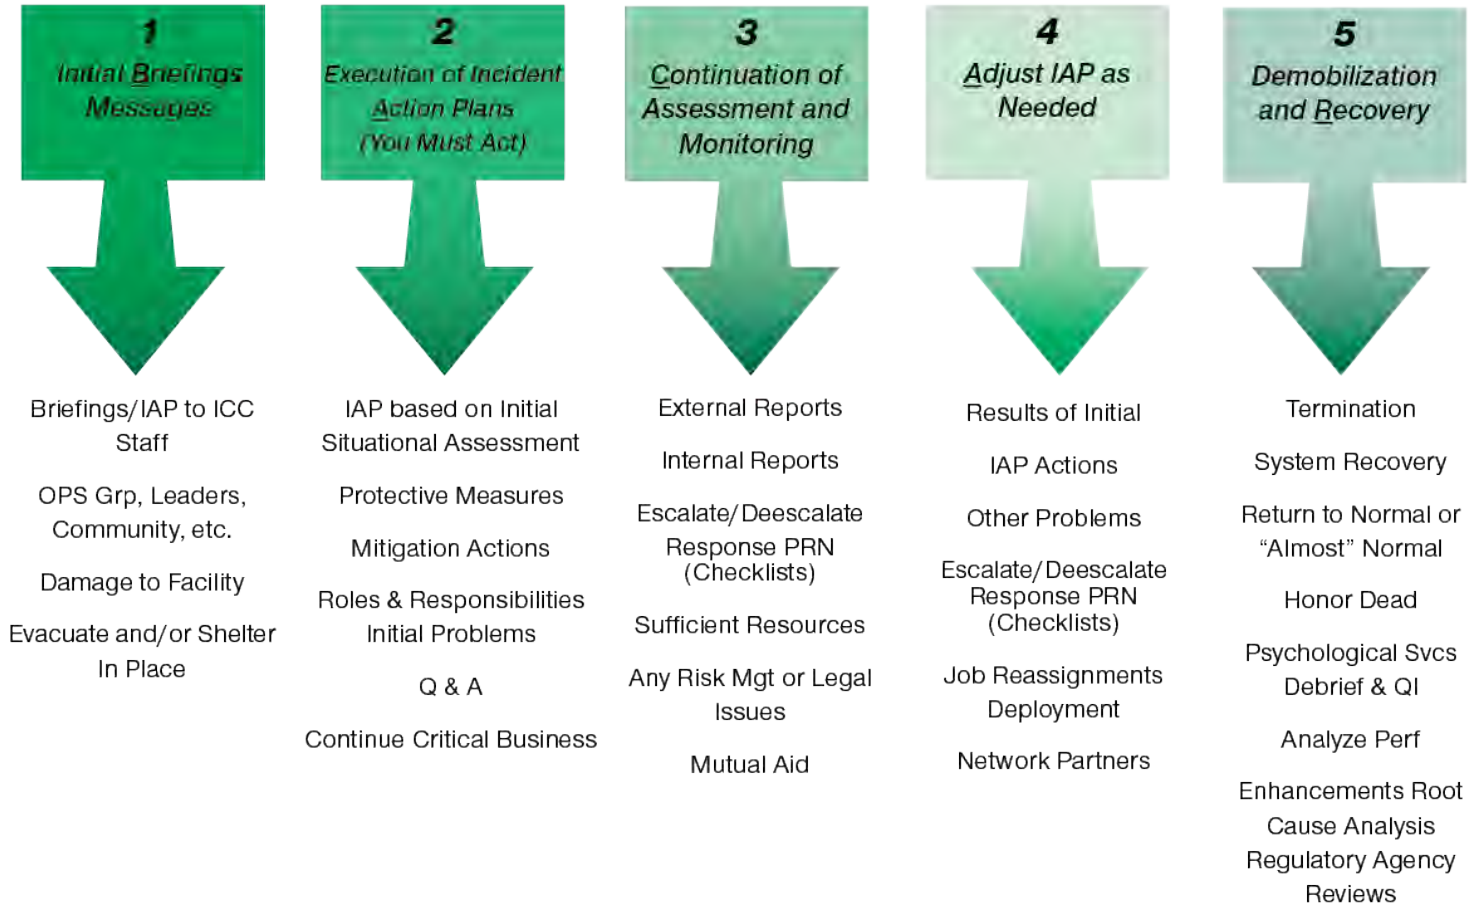 1
Initial Briefings
Messages
Briefings/IAP to ICC
Staff
OPS Grp, Leaders,
Community, etc.
Damage to Facility
Evacuate and/or Shelter
In Place
2
Execution of Incident
Action Plans
(You Must Act)
IAP based on Initial
Situational Assessment
Protective Measures
Mitigation Actions
Roles & Responsibilities
Initial Problems
Q & A
Continue Critical Business
3
Continuation of
Assessment and
Monitoring
External Reports
Internal Reports
Escalate/Deescalate
Response PRN
(Checklists)
Sufficient Resources
Any Risk Mgt or Legal
Issues
Mutual Aid
4
Adjust IAP as
Needed
Results of Initial
IAP Actions
Other Problems
Escalate/Deescalate
Response PRN
(Checklists)
Job Reassignments
Deployment
Network Partners
5
Demobilization
and Recovery
Termination
System Recovery
Return to Normal or
“Almost” Normal
Honor Dead
Psychological Svcs
Debrief & QI
Analyze Perf
Enhancements Root
Cause Analysis
Regulatory Agency
Reviews